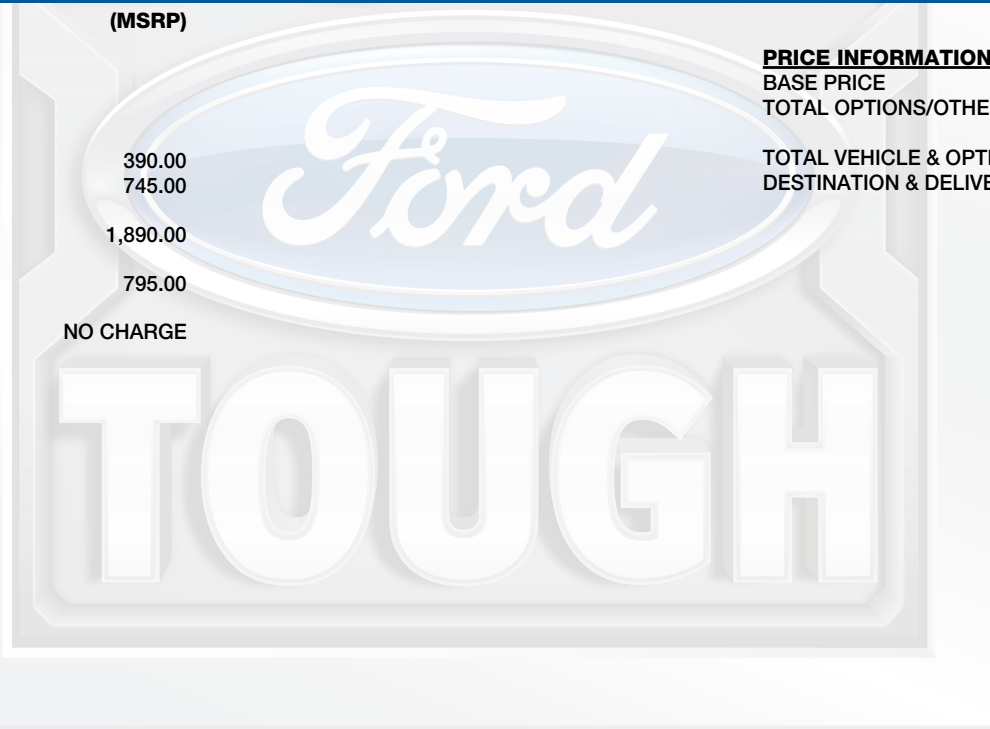 (MSRP)
390.00
745.00
1,890.00
795.00
NO CHARGE
PRICE INFORMATION
BASE PRICE
TOTAL OPTIONS/OTHE
TOTAL VEHICLE & OPTI
DESTINATION & DELIVE
Ford
TOUGH